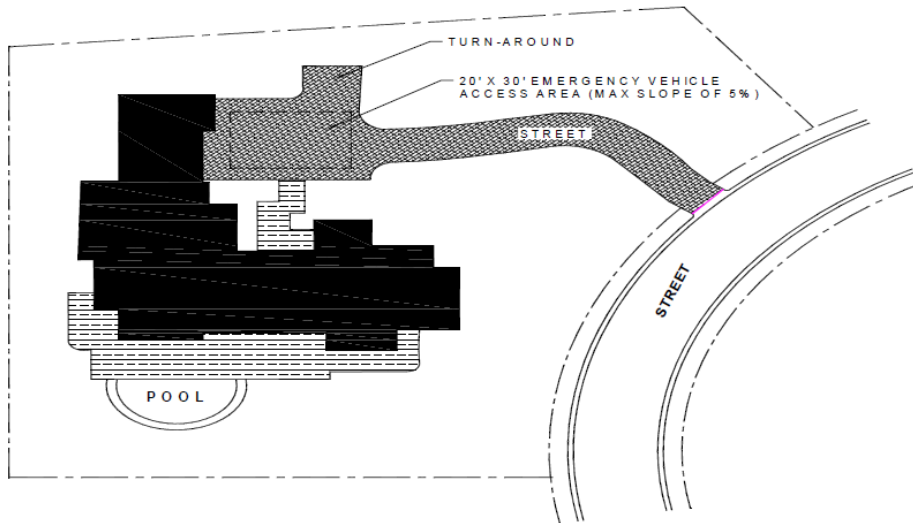 TURN-AROUND
20' X 30' EMERGENCY VEHICLE
ACCESS AREA (MAX SLOPE OF 5%)
STREET
STREET
POOL